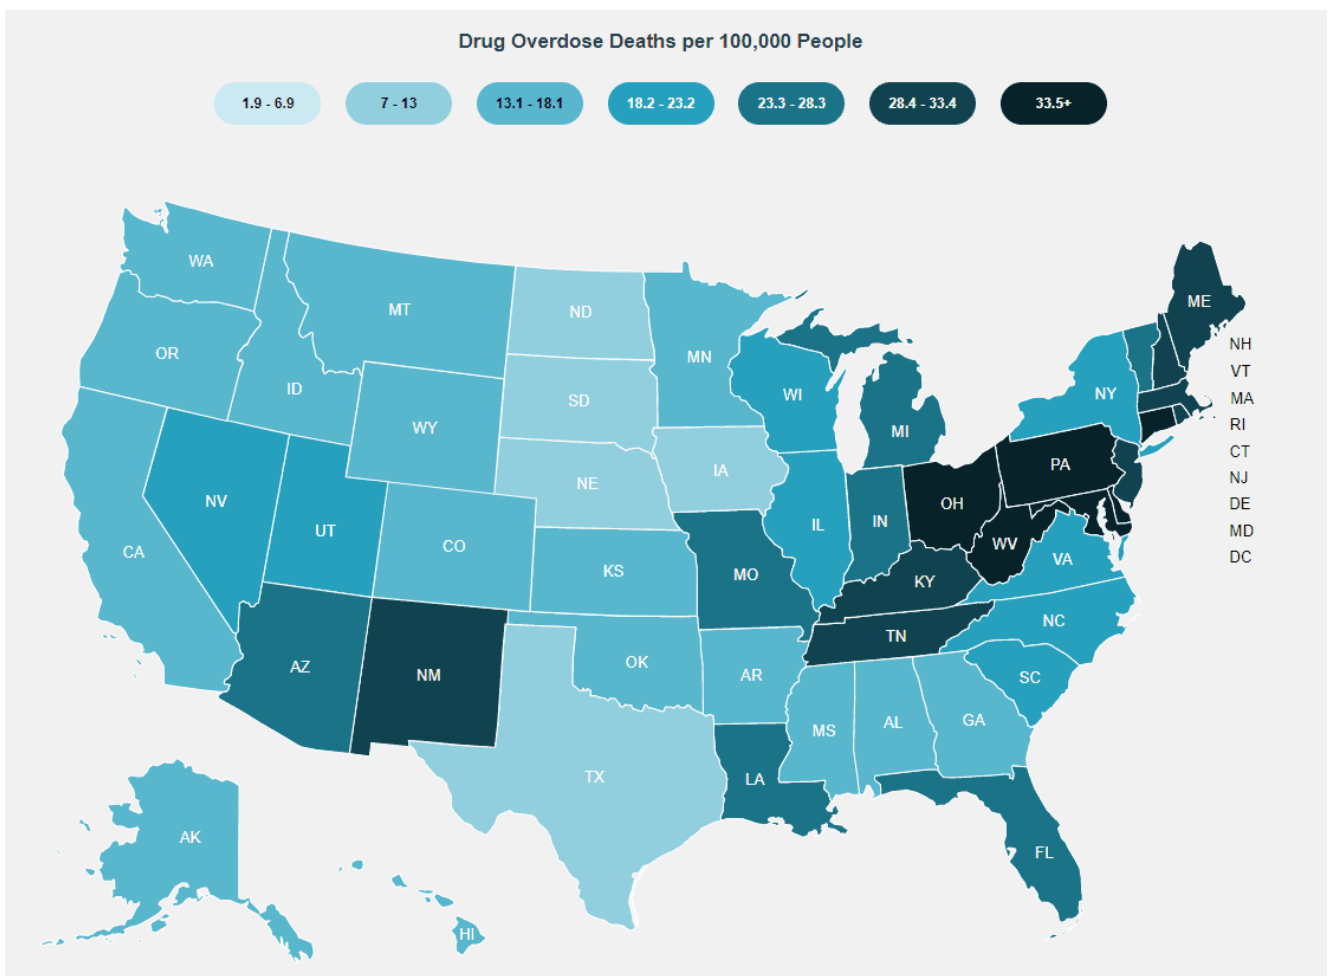 Drug Overdose Deaths per 100,000 People
1.9 - 6.9
7 - 13
13.1 - 18.1
18.2 - 23.2
23.3 - 28.3
28.4 - 33.4
33.5+
WA
MT
ND
MN
ME
OR
ID
SD
WI
MI
NY
NH
VT
MA
RI
CT
NJ
DE
MD
DC
WY
IA
NE
PA
OH
NV
UT
CO
KS
MO
IL
IN
WV
VA
KY
CA
NC
TN
AZ
NM
OK
AR
SC
MS
AL
GA
TX
LA
FL
AK
HI